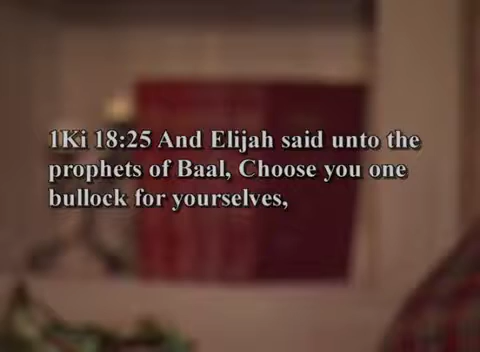 1Ki 18:25 And Elijah said unto the
prophets of Baal, Choose you one
bullock for yourselves,